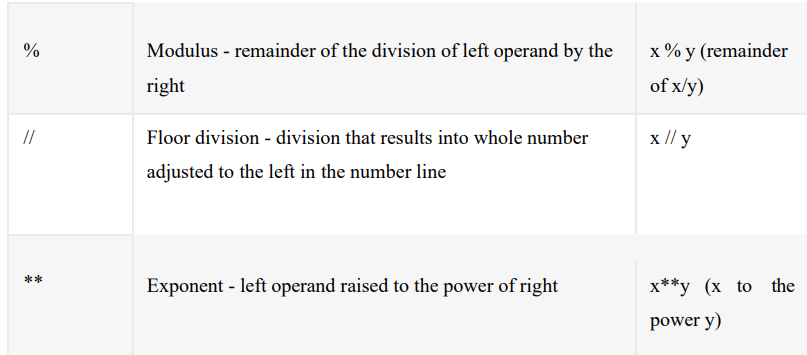 %
Modulus - remainder of the division of left operand by the
right
x % y (remainder
of x/y)
//
Floor division - division that results into whole number
adjusted to the left in the number line
x // y
**
Exponent - left operand raised to the power of right
x**y (x to the
power y)